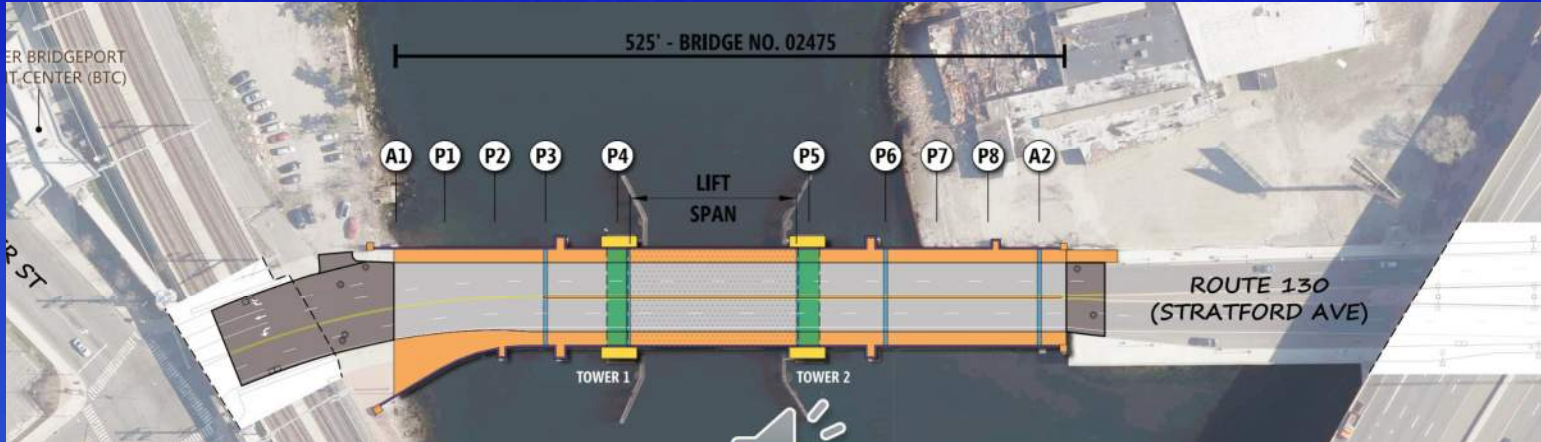 525' - BRIDGE NO. 02475
ER BRIDGEPORT
T CENTER (BTC)
A1 P1 P2 P3 P4 P5 P6 P7 P8 A2
LIFT
SPAN
ST
ROUTE 130
(STRATFORD AVE)
TOWER 1 TOWER 2